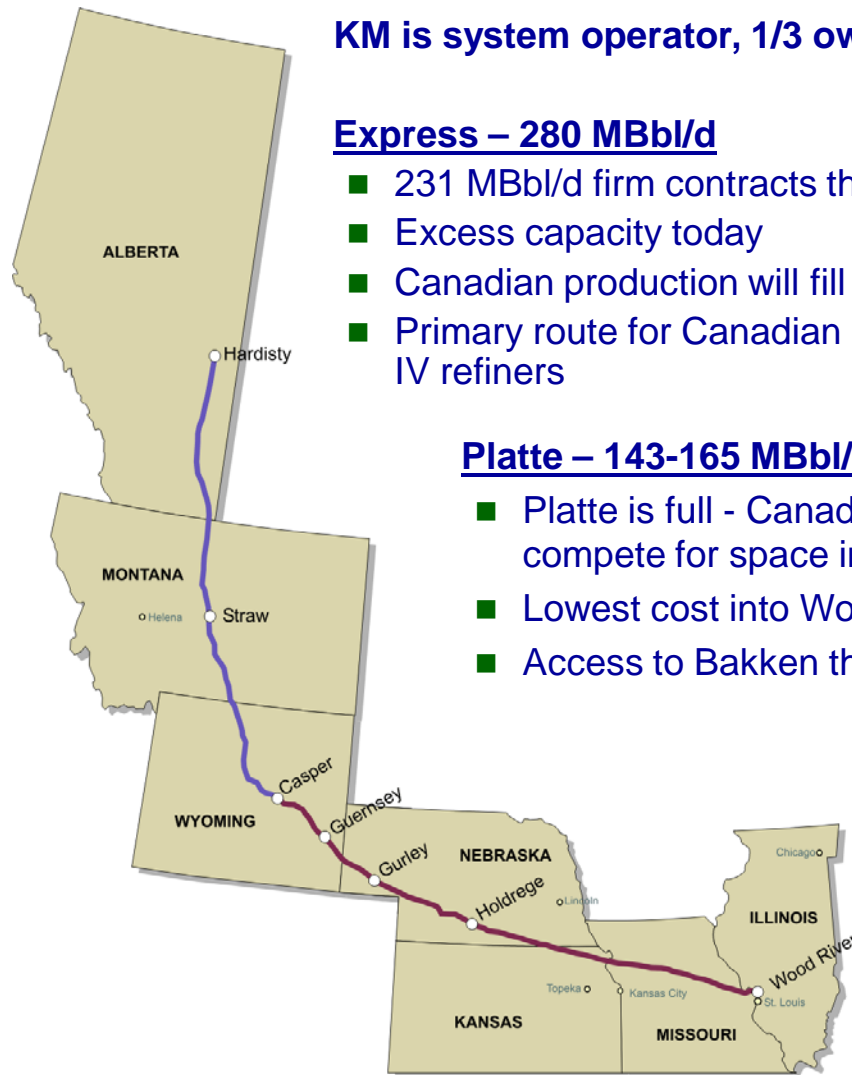 KM is system operator, 1/3 ow
Express – 280 MBbl/d
231 MBbl/d firm contracts th
Excess capacity today
Canadian production will fill
Primary route for Canadian
IV refiners
Platte – 143-165 MBbl/
Platte is full - Canad
compete for space i
Lowest cost into Wo
Access to Bakken th
ALBERTA
Hardisty
MONTANA
Helena
Straw
Casper
WYOMING
Guernsey
Gurley
NEBRASKA
Chicago
Lincoln
Holdrege
ILLINOIS
Wood River
Topeka
Kansas City
St. Louis
KANSAS
MISSOURI